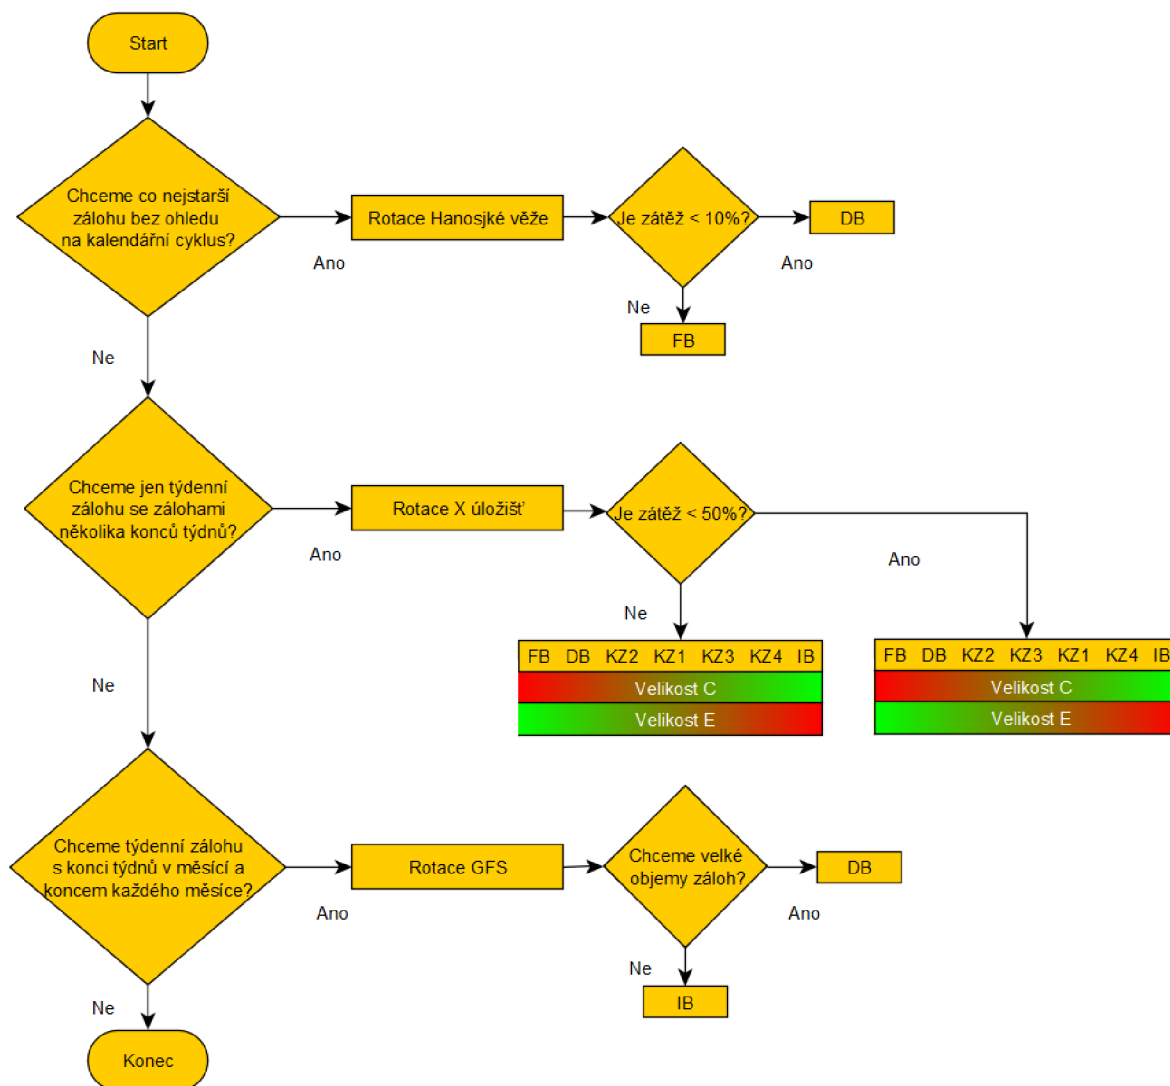 Start
Chceme co nejstarší
zálohu bez ohledu
na kalendářní cyklus?
Ano
Rotace Hanosjké věže
Je zátěž < 10%?
Ano
DB
Ne
FB
Ne
Chceme jen týdenní
zálohu se zálohami
několika konců týdnů?
Ano
Rotace X úložišť
Je zátěž < 50%?
Ano
Ne
FB DB KZ2 KZ1 KZ3 KZ4 IB
Velikost C
Velikost E
FB DB KZ2 KZ3 KZ1 KZ4 IB
Velikost C
Velikost E
Ne
Chceme týdenní zálohu
s konci týdnů v měsící a
koncem každého měsíce?
Ano
Rotace GFS
Chceme velké
objemy záloh?
Ano
DB
Ne
IB
Ne
Konec